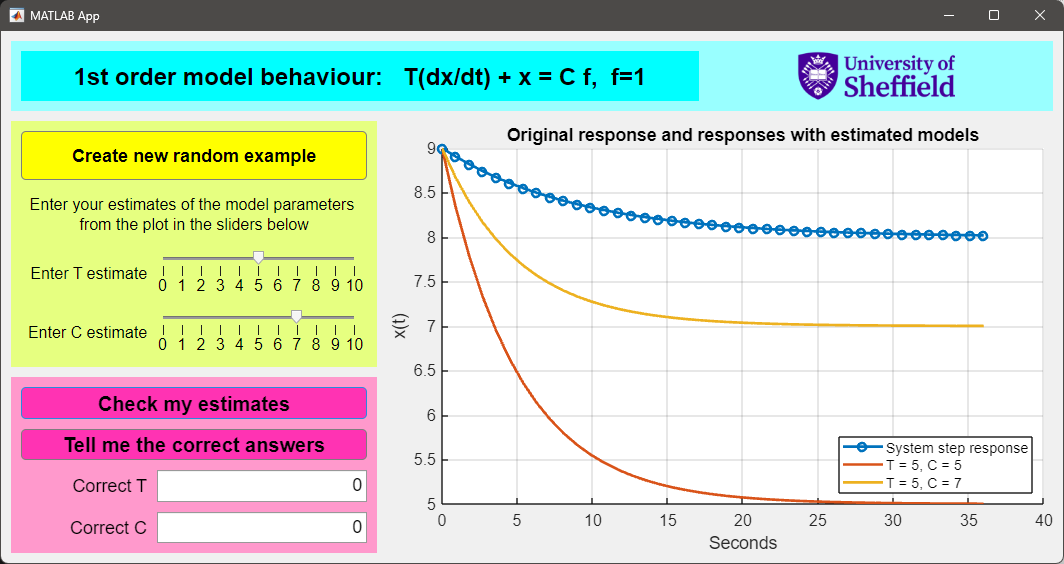 MATLAB App
1st order model behaviour: T(dx/dt) + x = C f, f=1
University of
Sheffield
Create new random example
Enter your estimates of the model parameters
from the plot in the sliders below
Enter T estimate
0 1 2 3 4 5 6 7 8 9 10
Enter C estimate
0 1 2 3 4 5 6 7 8 9 10
Check my estimates
Tell me the correct answers
Correct T 0
Correct C 0
Original response and responses with estimated models
9
8.5
8
7.5
7
6.5
6
5.5
5
x(t)
System step response
T = 5, C = 5
T = 5, C = 7
0 5 10 15 20 25 30 35 40
Seconds